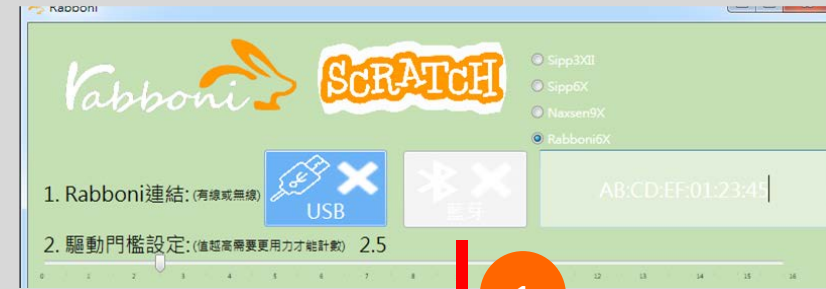 Rabboni
rabboni
SCRATCH
Sipp3XII
Sipp6X
Naxsen9X
Rabboni6X
1. Rabboni連結:(有線或無線)
USB
藍芽
AB:CD:EF:01:23:45
2. 驅動門檻設定:(值越高需要更用力才能計數) 2.5
0 1 2 3 4 5 6 7 8 12 13 14 15 16